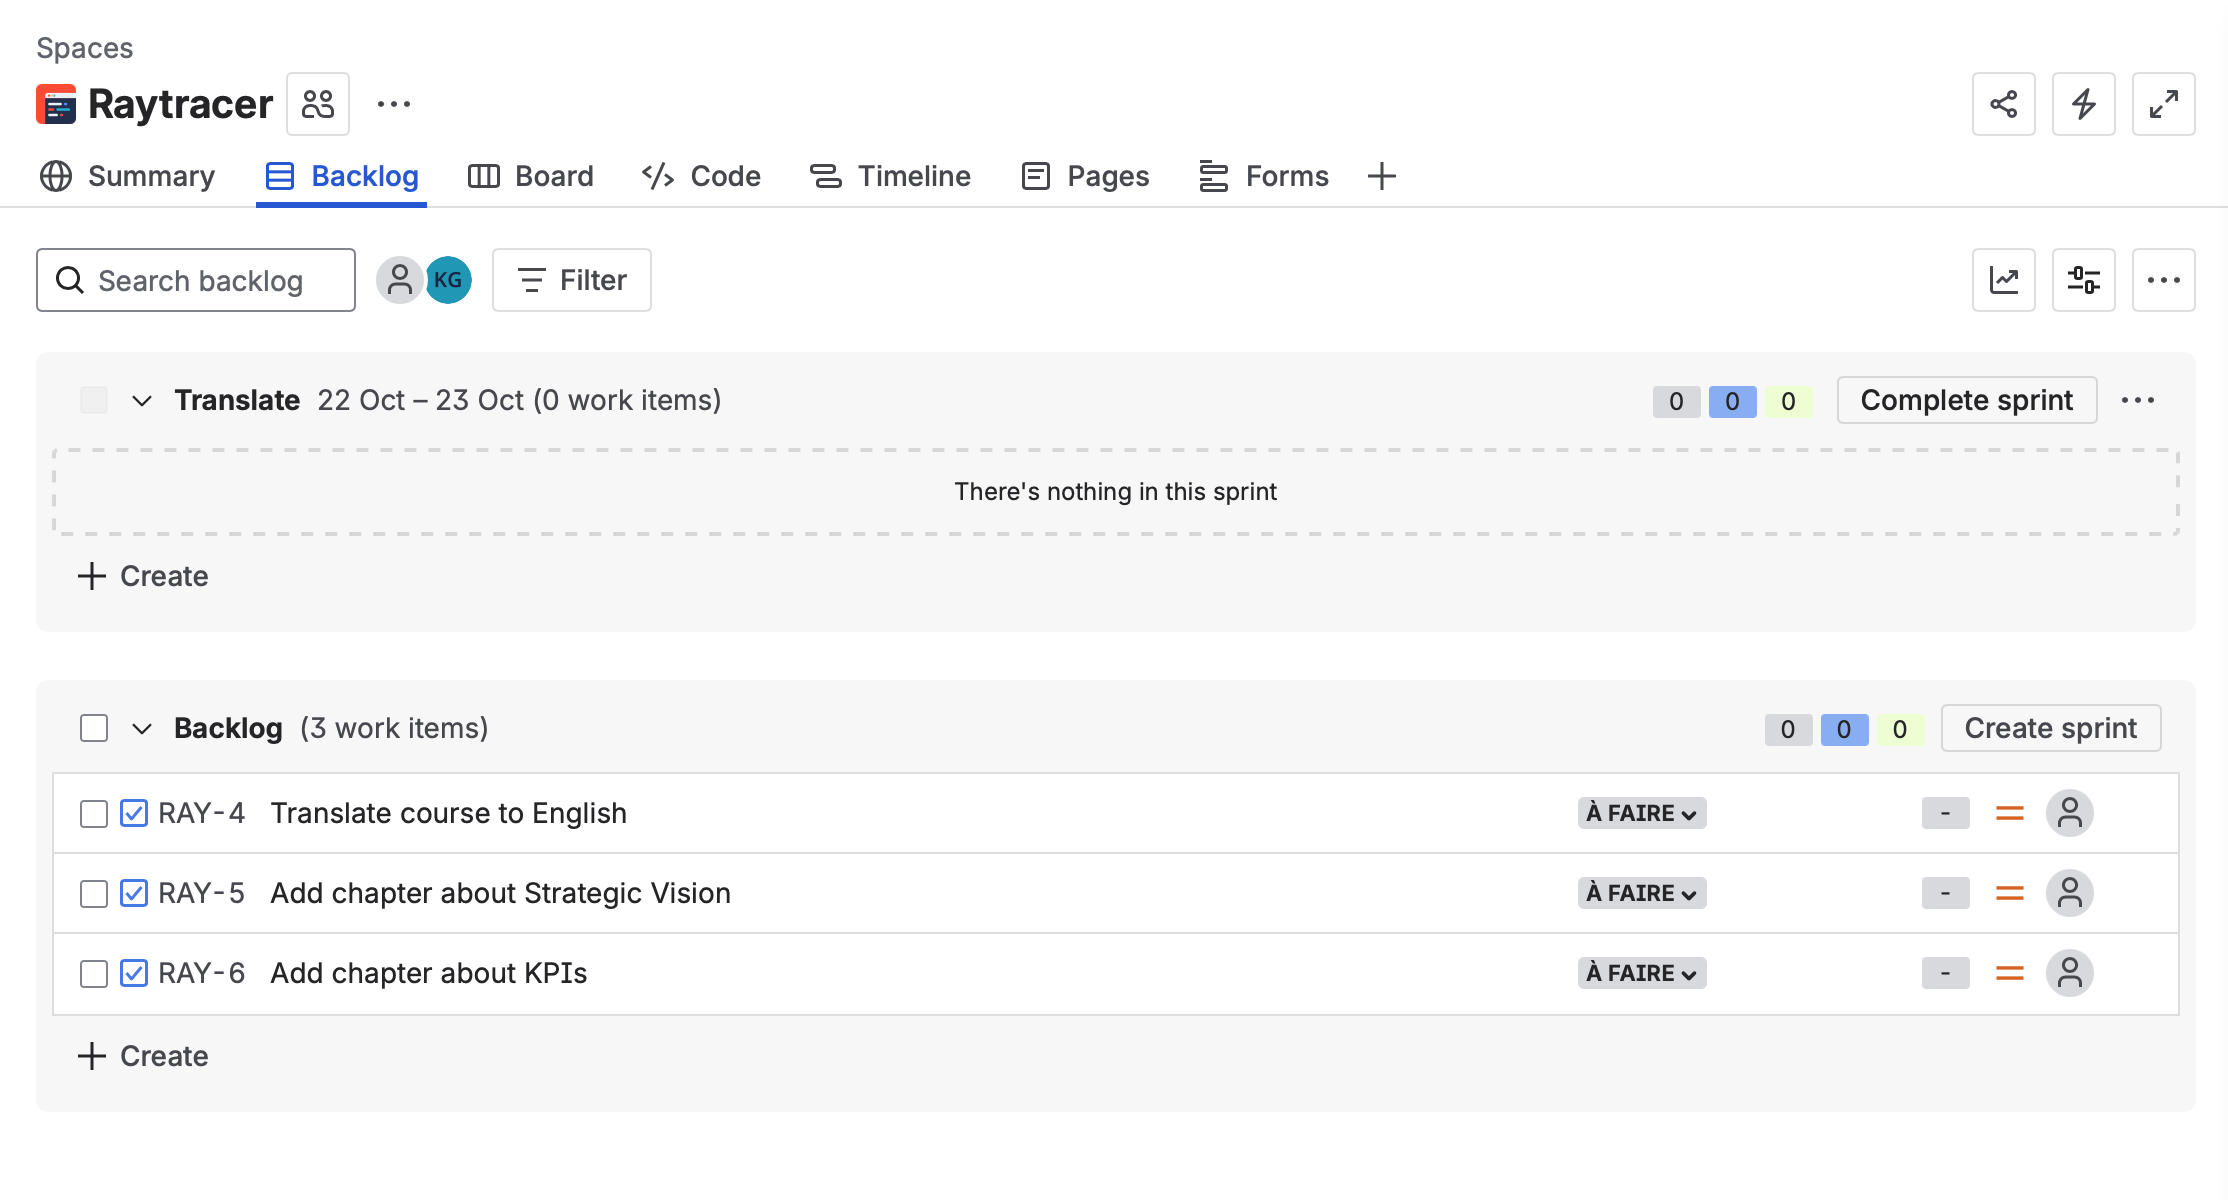 Spaces
Raytracer
Summary Backlog Board Code Timeline Pages Forms
Search backlog KG Filter
Translate 22 Oct – 23 Oct (0 work items) 0 0 0 Complete sprint
There's nothing in this sprint
Create
Backlog (3 work items) 0 0 0 Create sprint
RAY-4 Translate course to English À FAIRE -
RAY-5 Add chapter about Strategic Vision À FAIRE -
RAY-6 Add chapter about KPIs À FAIRE -
Create